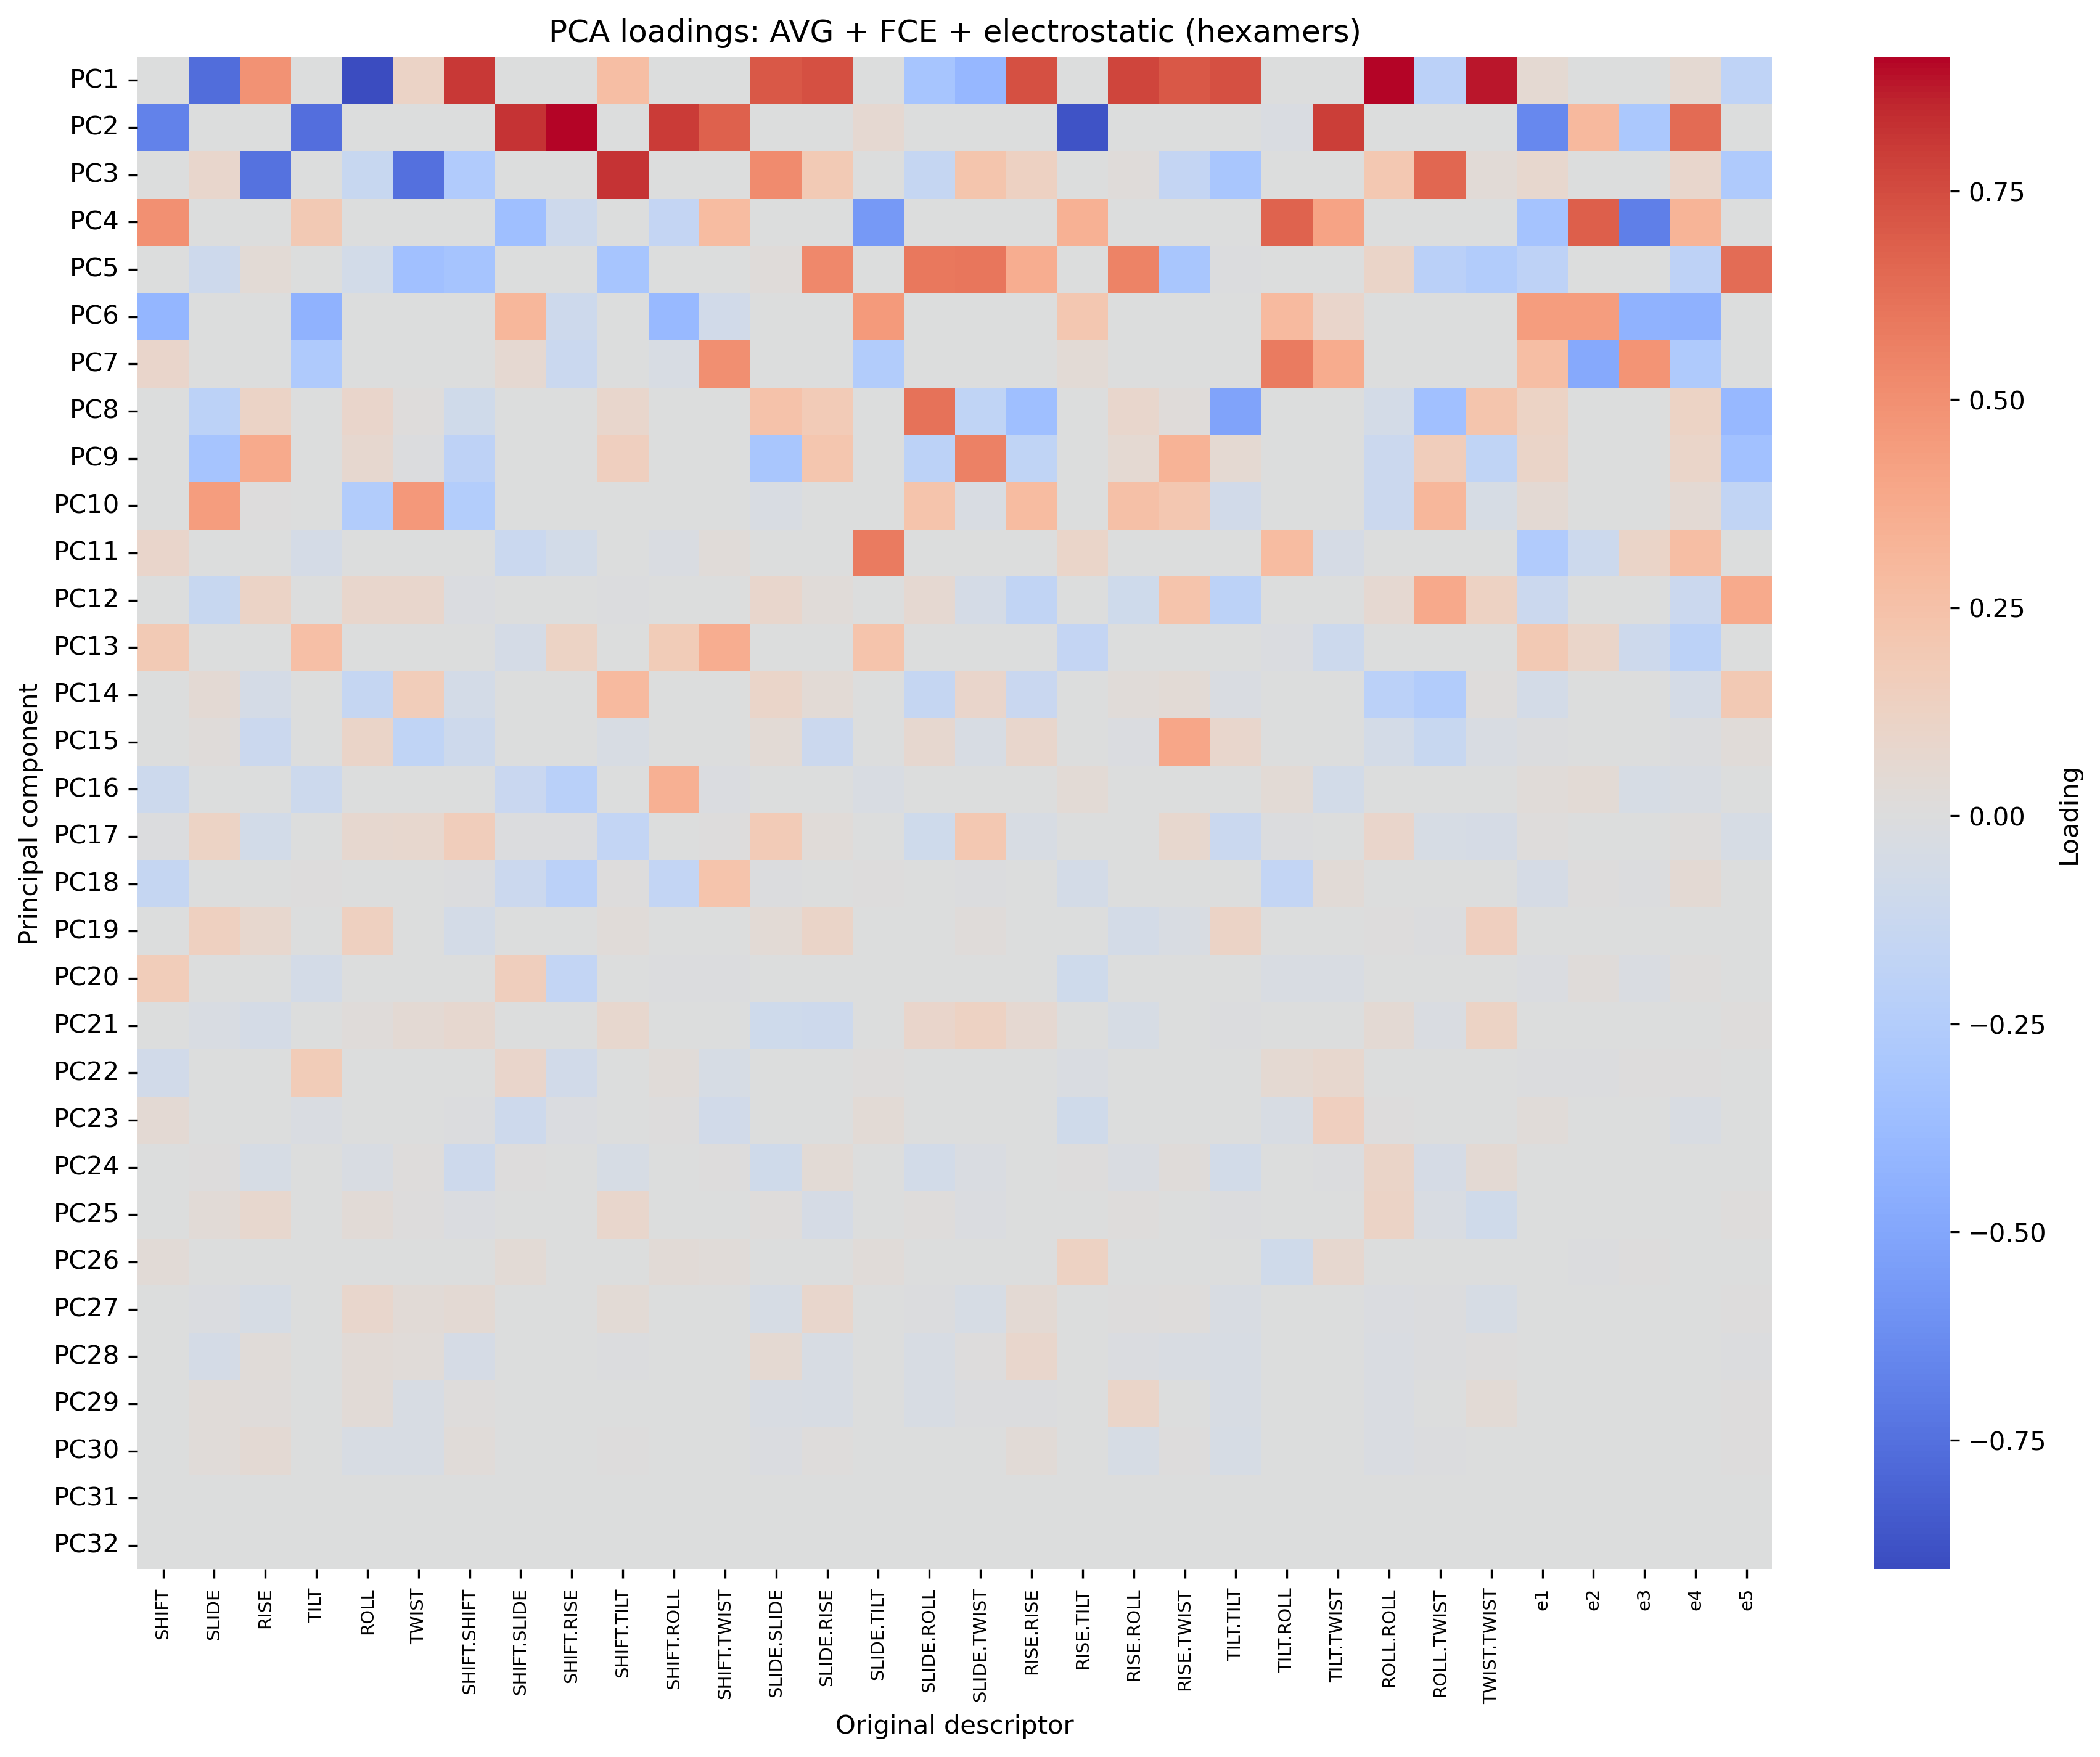 PCA loadings: AVG + FCE + electrostatic (hexamers)
Principal component
PC1
PC2
PC3
PC4
PC5
PC6
PC7
PC8
PC9
PC10
PC11
PC12
PC13
PC14
PC15
PC16
PC17
PC18
PC19
PC20
PC21
PC22
PC23
PC24
PC25
PC26
PC27
PC28
PC29
PC30
PC31
PC32
SHIFT
SLIDE
RISE
TILT
ROLL
TWIST
SHIFT.SHIFT
SHIFT.SLIDE
SHIFT.RISE
SHIFT.TILT
SHIFT.ROLL
SHIFT.TWIST
SLIDE.SLIDE
SLIDE.RISE
SLIDE.TILT
SLIDE.ROLL
SLIDE.TWIST
RISE.RISE
RISE.TILT
RISE.ROLL
RISE.TWIST
TILT.TILT
TILT.ROLL
TILT.TWIST
ROLL.ROLL
ROLL.TWIST
TWIST.TWIST
e1
e2
e3
e4
e5
Original descriptor
0.75
0.50
0.25
0.00
−0.25
−0.50
−0.75
Loading